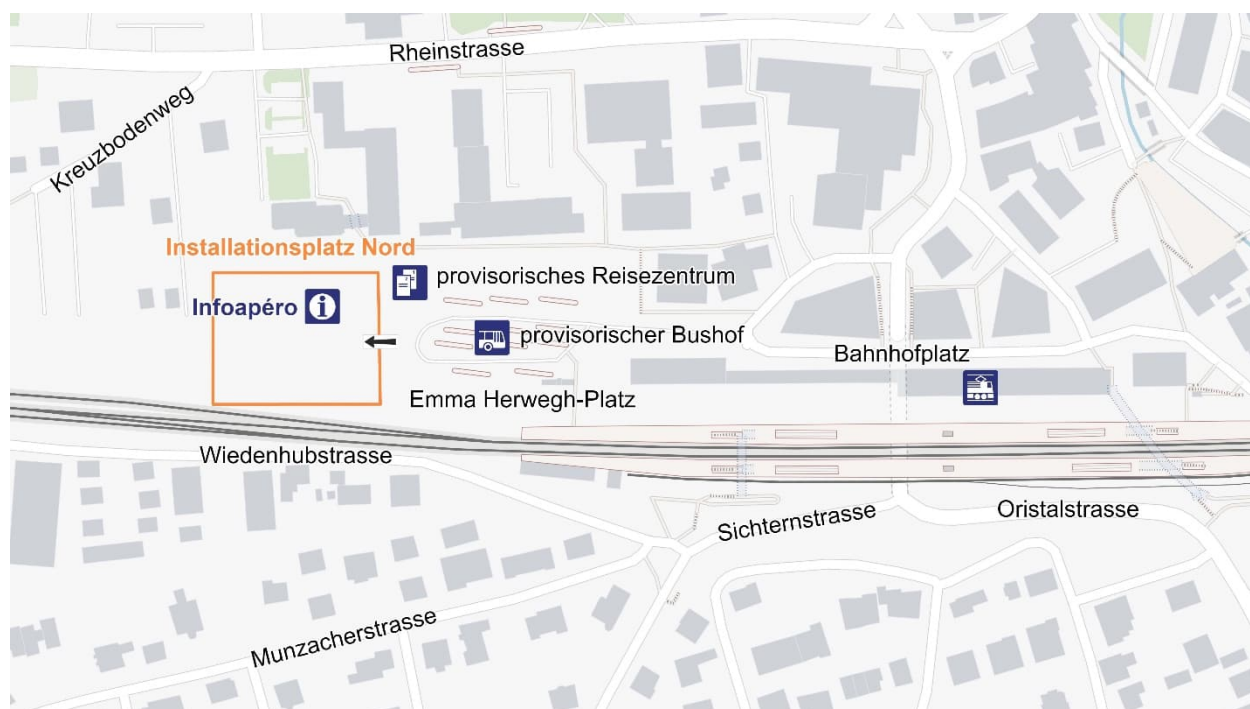 Rheinstrasse
Kreuzbodenweg
Installationsplatz Nord
provisorisches Reisezentrum
Infoapéro
provisorischer Bushof
Bahnhofplatz
Emma Herwegh-Platz
Wiedenhubstrasse
Sichternstrasse
Oristalstrasse
Munzacherstrasse